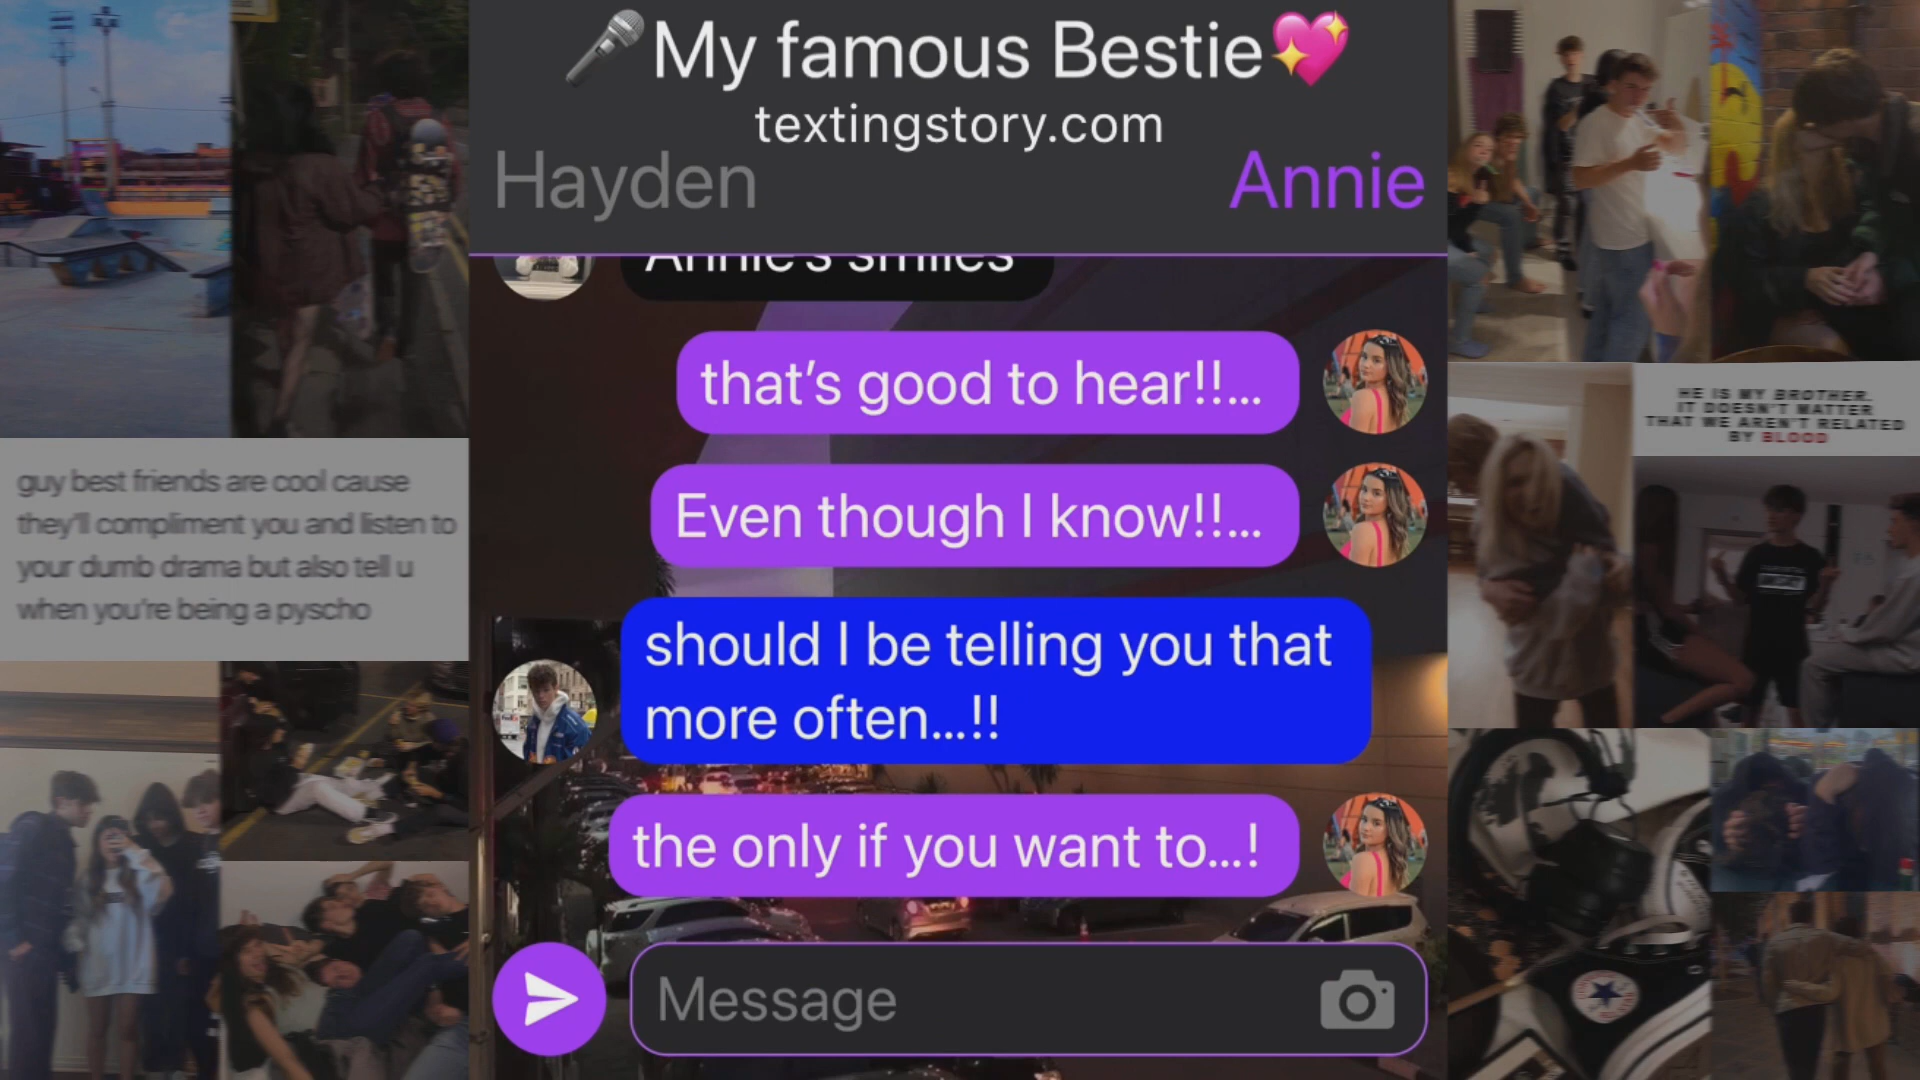 🎤My famous Bestie💖
textingstory.com
Hayden
Annie
Annie's smiles
that's good to hear!!...
Even though I know!!...
should I be telling you that
more often...!!
the only if you want to...!
Message
guy best friends are cool cause
they'll compliment you and listen to
your dumb drama but also tell u
when you're being a pyscho
HE IS MY BROTHER.
IT DOESN'T MATTER
THAT WE AREN'T RELATED
BY BLOOD